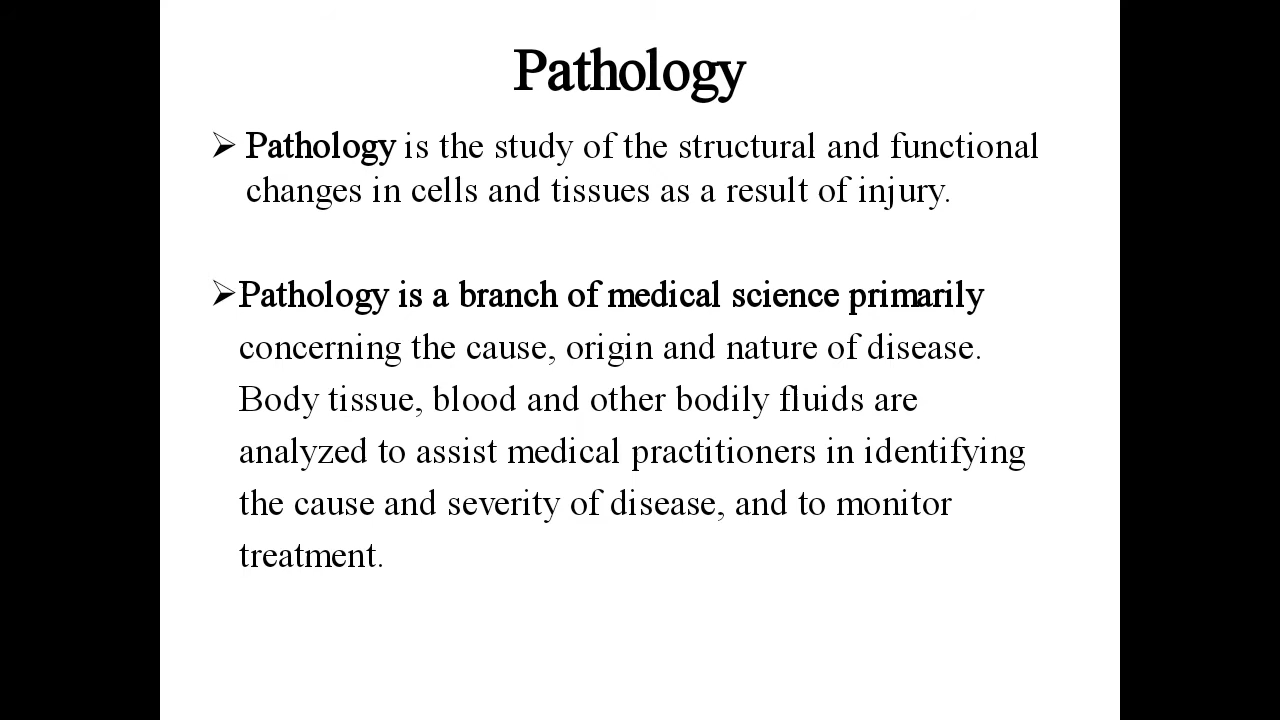 Pathology
➢ Pathology is the study of the structural and functional
changes in cells and tissues as a result of injury.
➢Pathology is a branch of medical science primarily
concerning the cause, origin and nature of disease.
Body tissue, blood and other bodily fluids are
analyzed to assist medical practitioners in identifying
the cause and severity of disease, and to monitor
treatment.